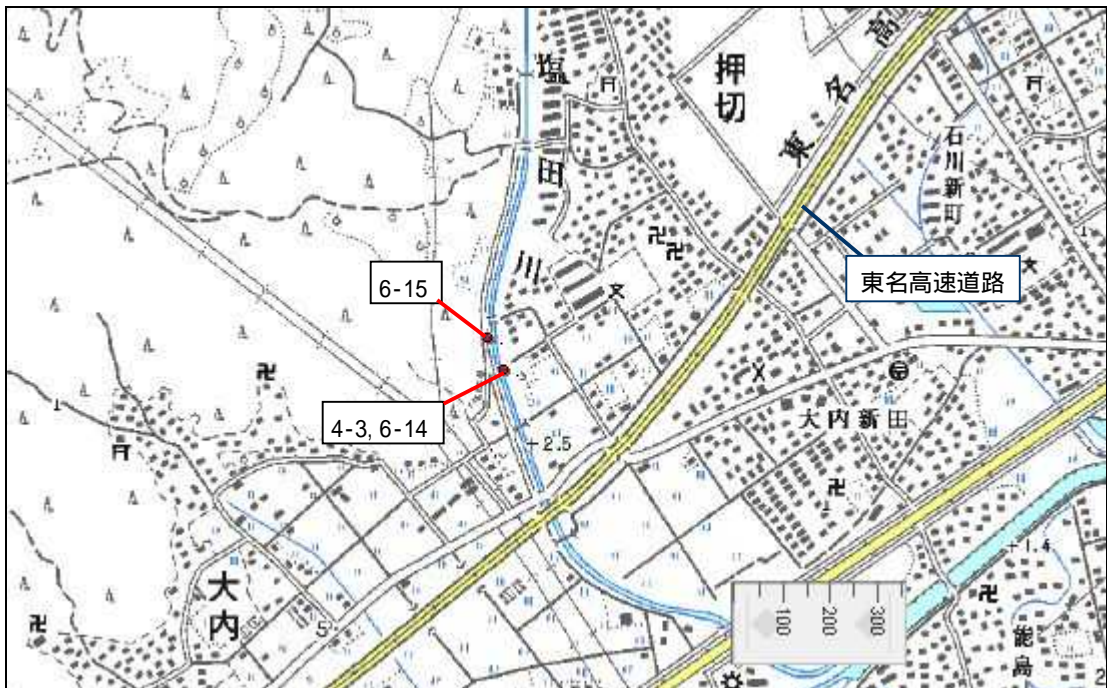 塩田川
押切
東名高
石川新町
6-15
東名高速道路
4-3, 6-14
+2.5
大内新田
大内
5
+1.4
能島
100
200
300
2